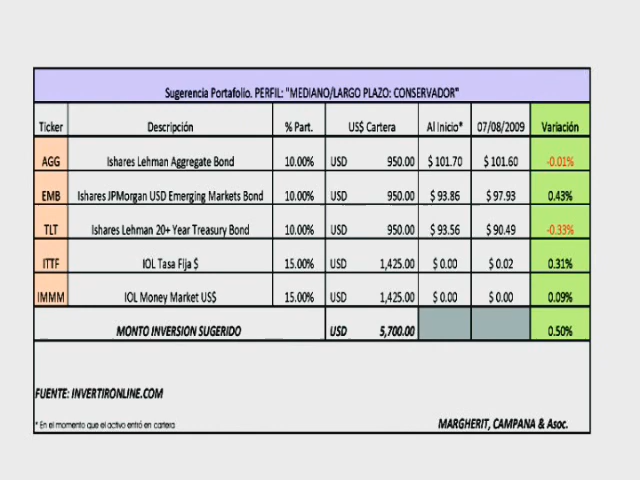 Sugerencia Portafolio. PERFIL: "MEDIANO/LARGO PLAZO: CONSERVADOR"
Ticker Descripción % Part. US$ Cartera Al Inicio* 07/08/2009 Variación
AGG Ishares Lehman Aggregate Bond 10.00% USD 950.00 $ 101.70 $ 101.60 -0.01%
EMB Ishares JPMorgan USD Emerging Markets Bond 10.00% USD 950.00 $ 93.86 $ 97.93 0.43%
TLT Ishares Lehman 20+ Year Treasury Bond 10.00% USD 950.00 $ 93.56 $ 90.49 -0.33%
ITTF IOL Tasa Fija $ 15.00% USD 1,425.00 $ 0.00 $ 0.02 0.31%
IMMM IOL Money Market US$ 15.00% USD 1,425.00 $ 0.00 $ 0.00 0.09%
MONTO INVERSION SUGERIDO USD 5,700.00 0.50%
FUENTE: INVERTIRONLINE.COM
* En el momento que el activo entró en cartera MARGHERIT, CAMPANA & Asoc.